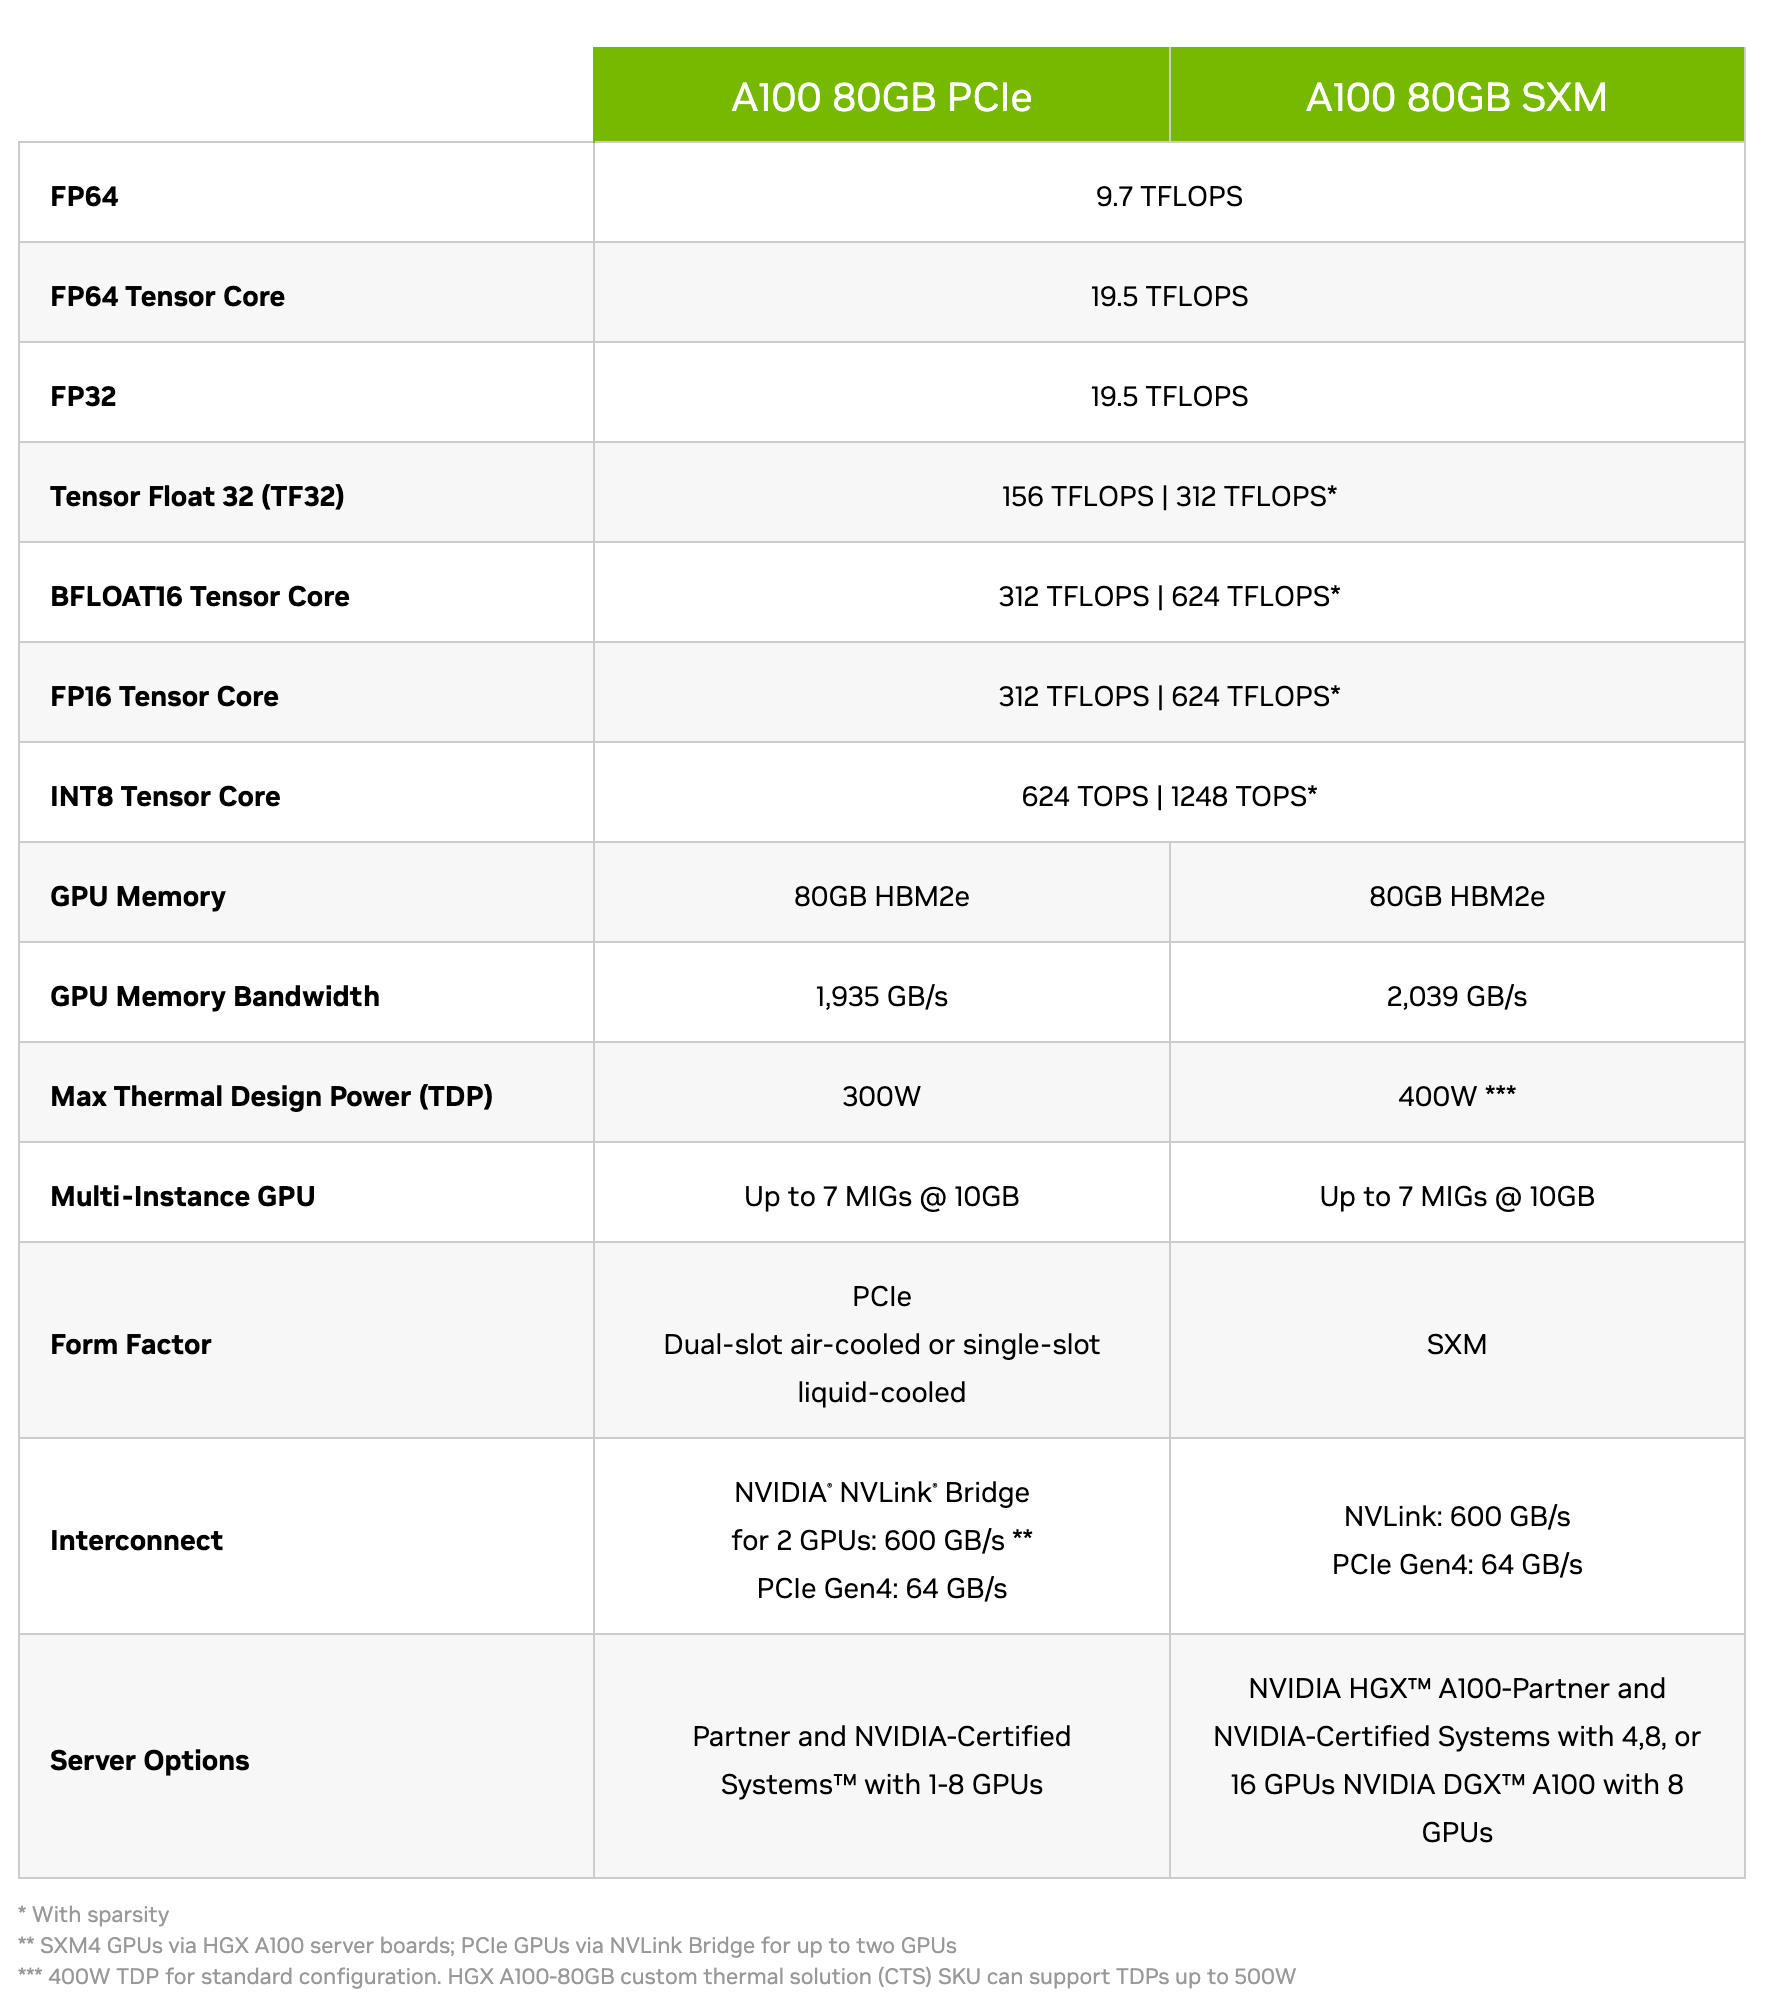 A100 80GB PCIe
A100 80GB SXM
FP64
9.7 TFLOPS
FP64 Tensor Core
19.5 TFLOPS
FP32
19.5 TFLOPS
Tensor Float 32 (TF32)
156 TFLOPS | 312 TFLOPS*
BFLOAT16 Tensor Core
312 TFLOPS | 624 TFLOPS*
FP16 Tensor Core
312 TFLOPS | 624 TFLOPS*
INT8 Tensor Core
624 TOPS | 1248 TOPS*
GPU Memory
80GB HBM2e
80GB HBM2e
GPU Memory Bandwidth
1,935 GB/s
2,039 GB/s
Max Thermal Design Power (TDP)
300W
400W ***
Multi-Instance GPU
Up to 7 MIGs @ 10GB
Up to 7 MIGs @ 10GB
Form Factor
PCIe
Dual-slot air-cooled or single-slot
liquid-cooled
SXM
Interconnect
NVIDIA® NVLink® Bridge
for 2 GPUs: 600 GB/s **
PCIe Gen4: 64 GB/s
NVLink: 600 GB/s
PCIe Gen4: 64 GB/s
Server Options
Partner and NVIDIA-Certified
Systems™ with 1-8 GPUs
NVIDIA HGX™ A100-Partner and
NVIDIA-Certified Systems with 4,8, or
16 GPUs NVIDIA DGX™ A100 with 8
GPUs
* With sparsity
** SXM4 GPUs via HGX A100 server boards; PCIe GPUs via NVLink Bridge for up to two GPUs
*** 400W TDP for standard configuration. HGX A100-80GB custom thermal solution (CTS) SKU can support TDPs up to 500W